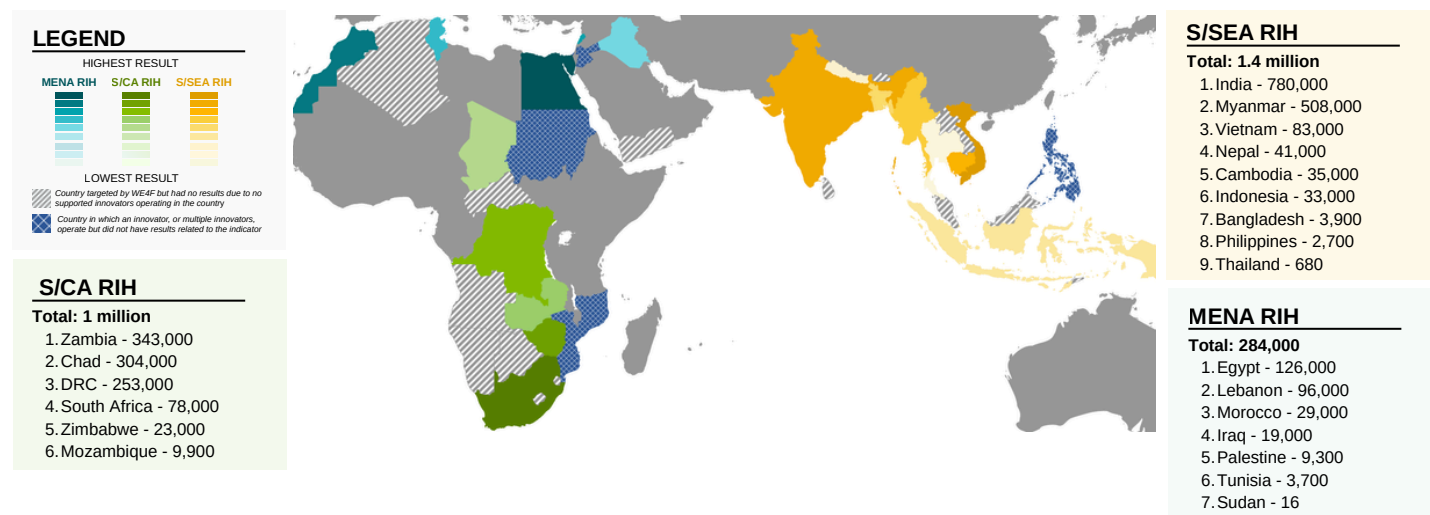 LEGEND
HIGHEST RESULT
MENA RIH S/CA RIH S/SEA RIH
LOWEST RESULT
Country targeted by WE4F but had no results due to no
supported innovators operating in the country
Country in which an innovator, or multiple innovators,
operate but did not have results related to the indicator
S/CA RIH
Total: 1 million
1. Zambia - 343,000
2. Chad - 304,000
3. DRC - 253,000
4. South Africa - 78,000
5. Zimbabwe - 23,000
6. Mozambique - 9,900
S/SEA RIH
Total: 1.4 million
1. India - 780,000
2. Myanmar - 508,000
3. Vietnam - 83,000
4. Nepal - 41,000
5. Cambodia - 35,000
6. Indonesia - 33,000
7. Bangladesh - 3,900
8. Philippines - 2,700
9. Thailand - 680
MENA RIH
Total: 284,000
1. Egypt - 126,000
2. Lebanon - 96,000
3. Morocco - 29,000
4. Iraq - 19,000
5. Palestine - 9,300
6. Tunisia - 3,700
7. Sudan - 16